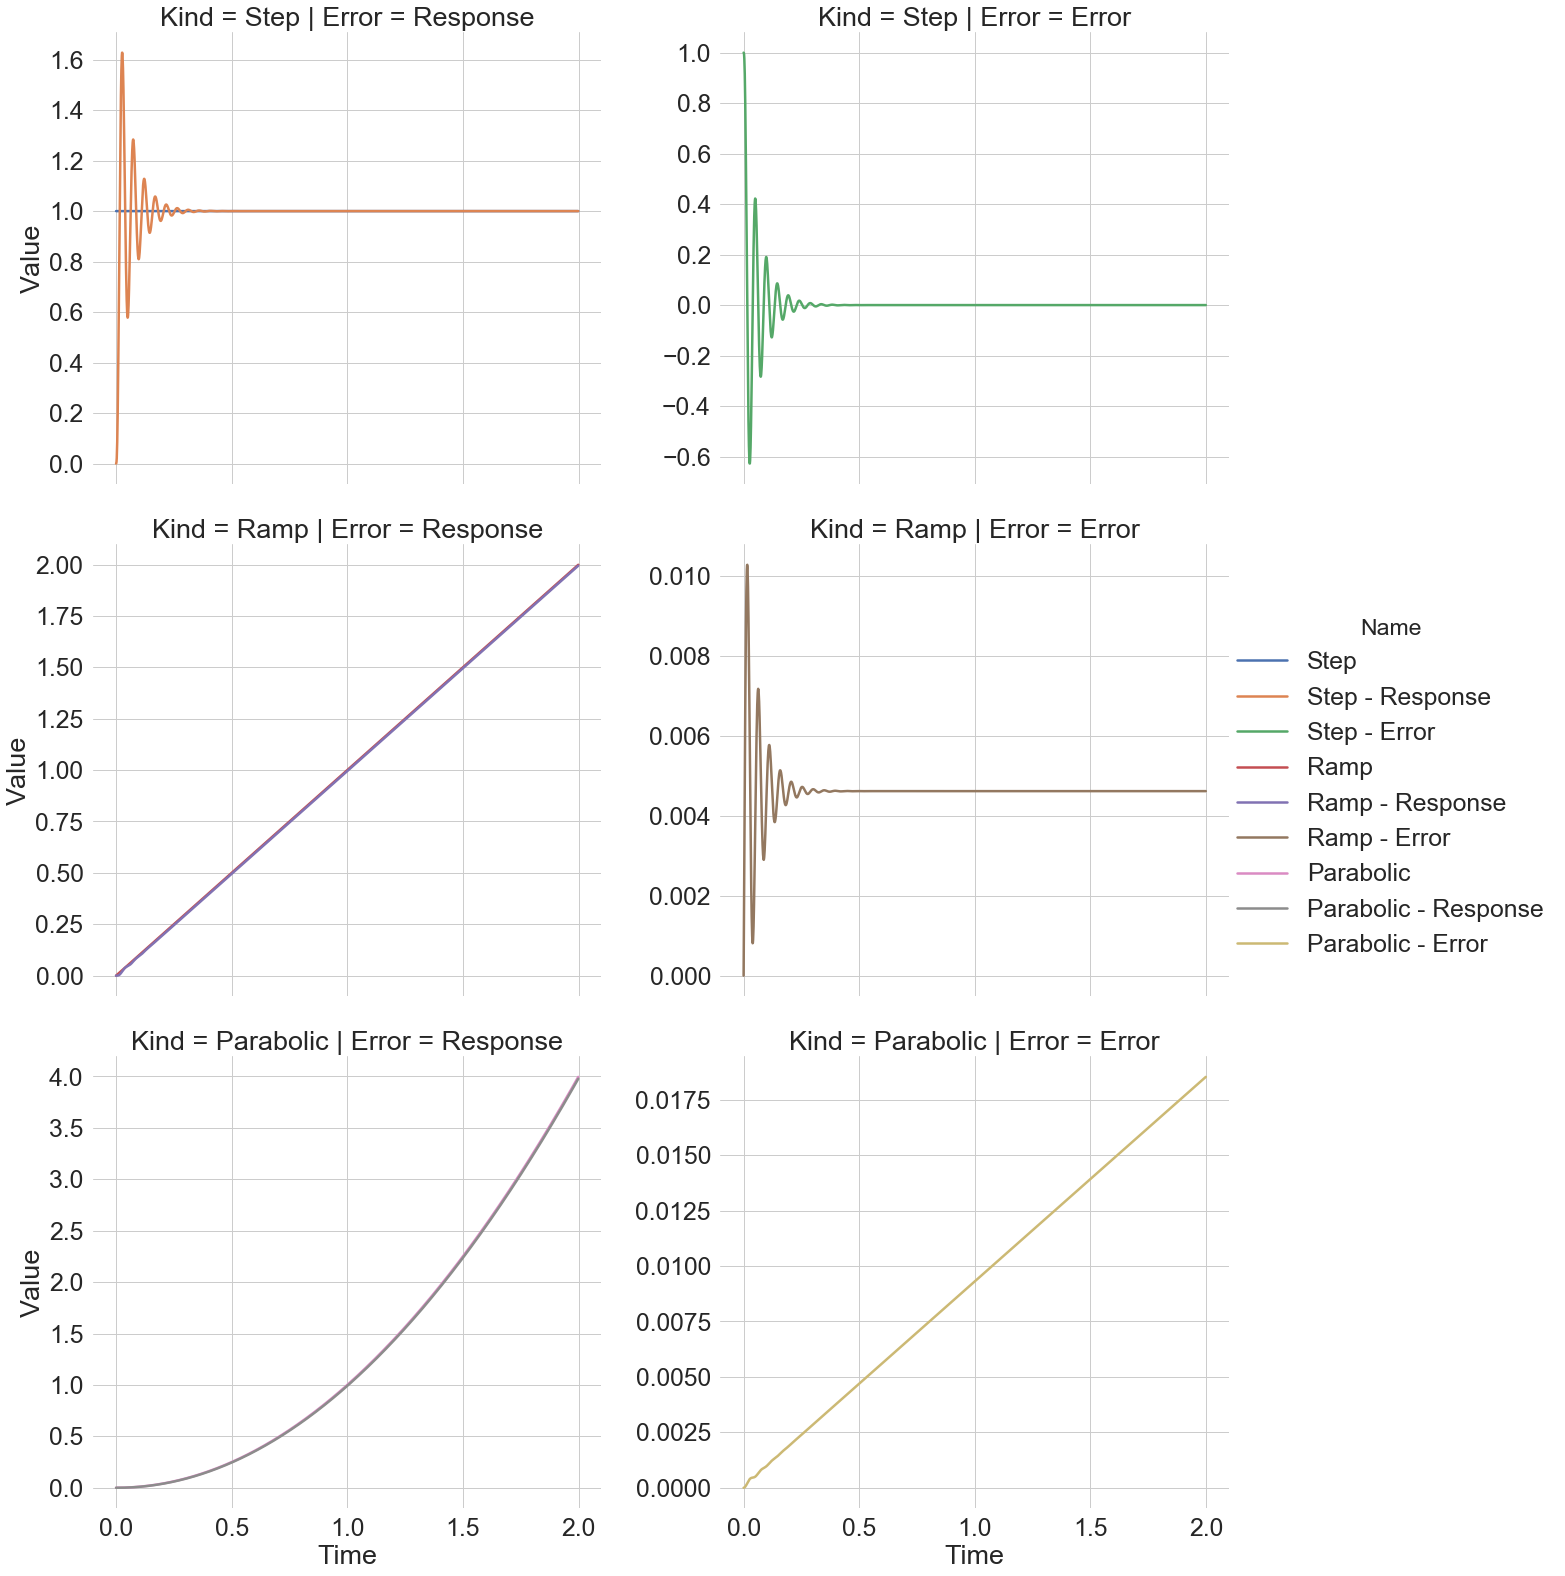 Kind = Step | Error = Response
Value
1.6
1.4
1.2
1.0
0.8
0.6
0.4
0.2
0.0
Kind = Step | Error = Error
1.0
0.8
0.6
0.4
0.2
0.0
−0.2
−0.4
−0.6
Kind = Ramp | Error = Response
Value
2.00
1.75
1.50
1.25
1.00
0.75
0.50
0.25
0.00
Kind = Ramp | Error = Error
0.010
0.008
0.006
0.004
0.002
0.000
Name
Step
Step - Response
Step - Error
Ramp
Ramp - Response
Ramp - Error
Parabolic
Parabolic - Response
Parabolic - Error
Kind = Parabolic | Error = Response
Value
4.0
3.5
3.0
2.5
2.0
1.5
1.0
0.5
0.0
0.0 0.5 1.0 1.5 2.0
Time
Kind = Parabolic | Error = Error
0.0175
0.0150
0.0125
0.0100
0.0075
0.0050
0.0025
0.0000
0.0 0.5 1.0 1.5 2.0
Time